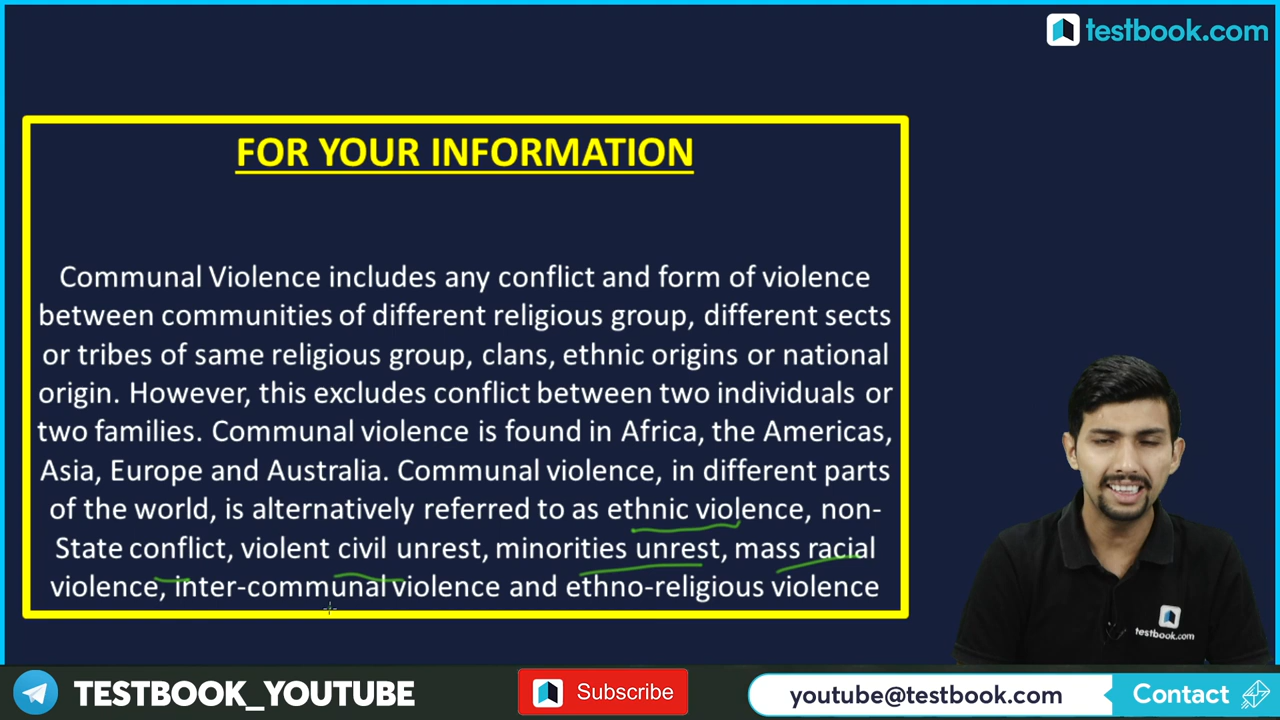 testbook.com
FOR YOUR INFORMATION
Communal Violence includes any conflict and form of violence
between communities of different religious group, different sects
or tribes of same religious group, clans, ethnic origins or national
origin. However, this excludes conflict between two individuals or
two families. Communal violence is found in Africa, the Americas,
Asia, Europe and Australia. Communal violence, in different parts
of the world, is alternatively referred to as ethnic violence, non-
State conflict, violent civil unrest, minorities unrest, mass racial
violence, inter-communal violence and ethno-religious violence
testbook.com
TESTBOOK_YOUTUBE
Subscribe
youtube@testbook.com
Contact